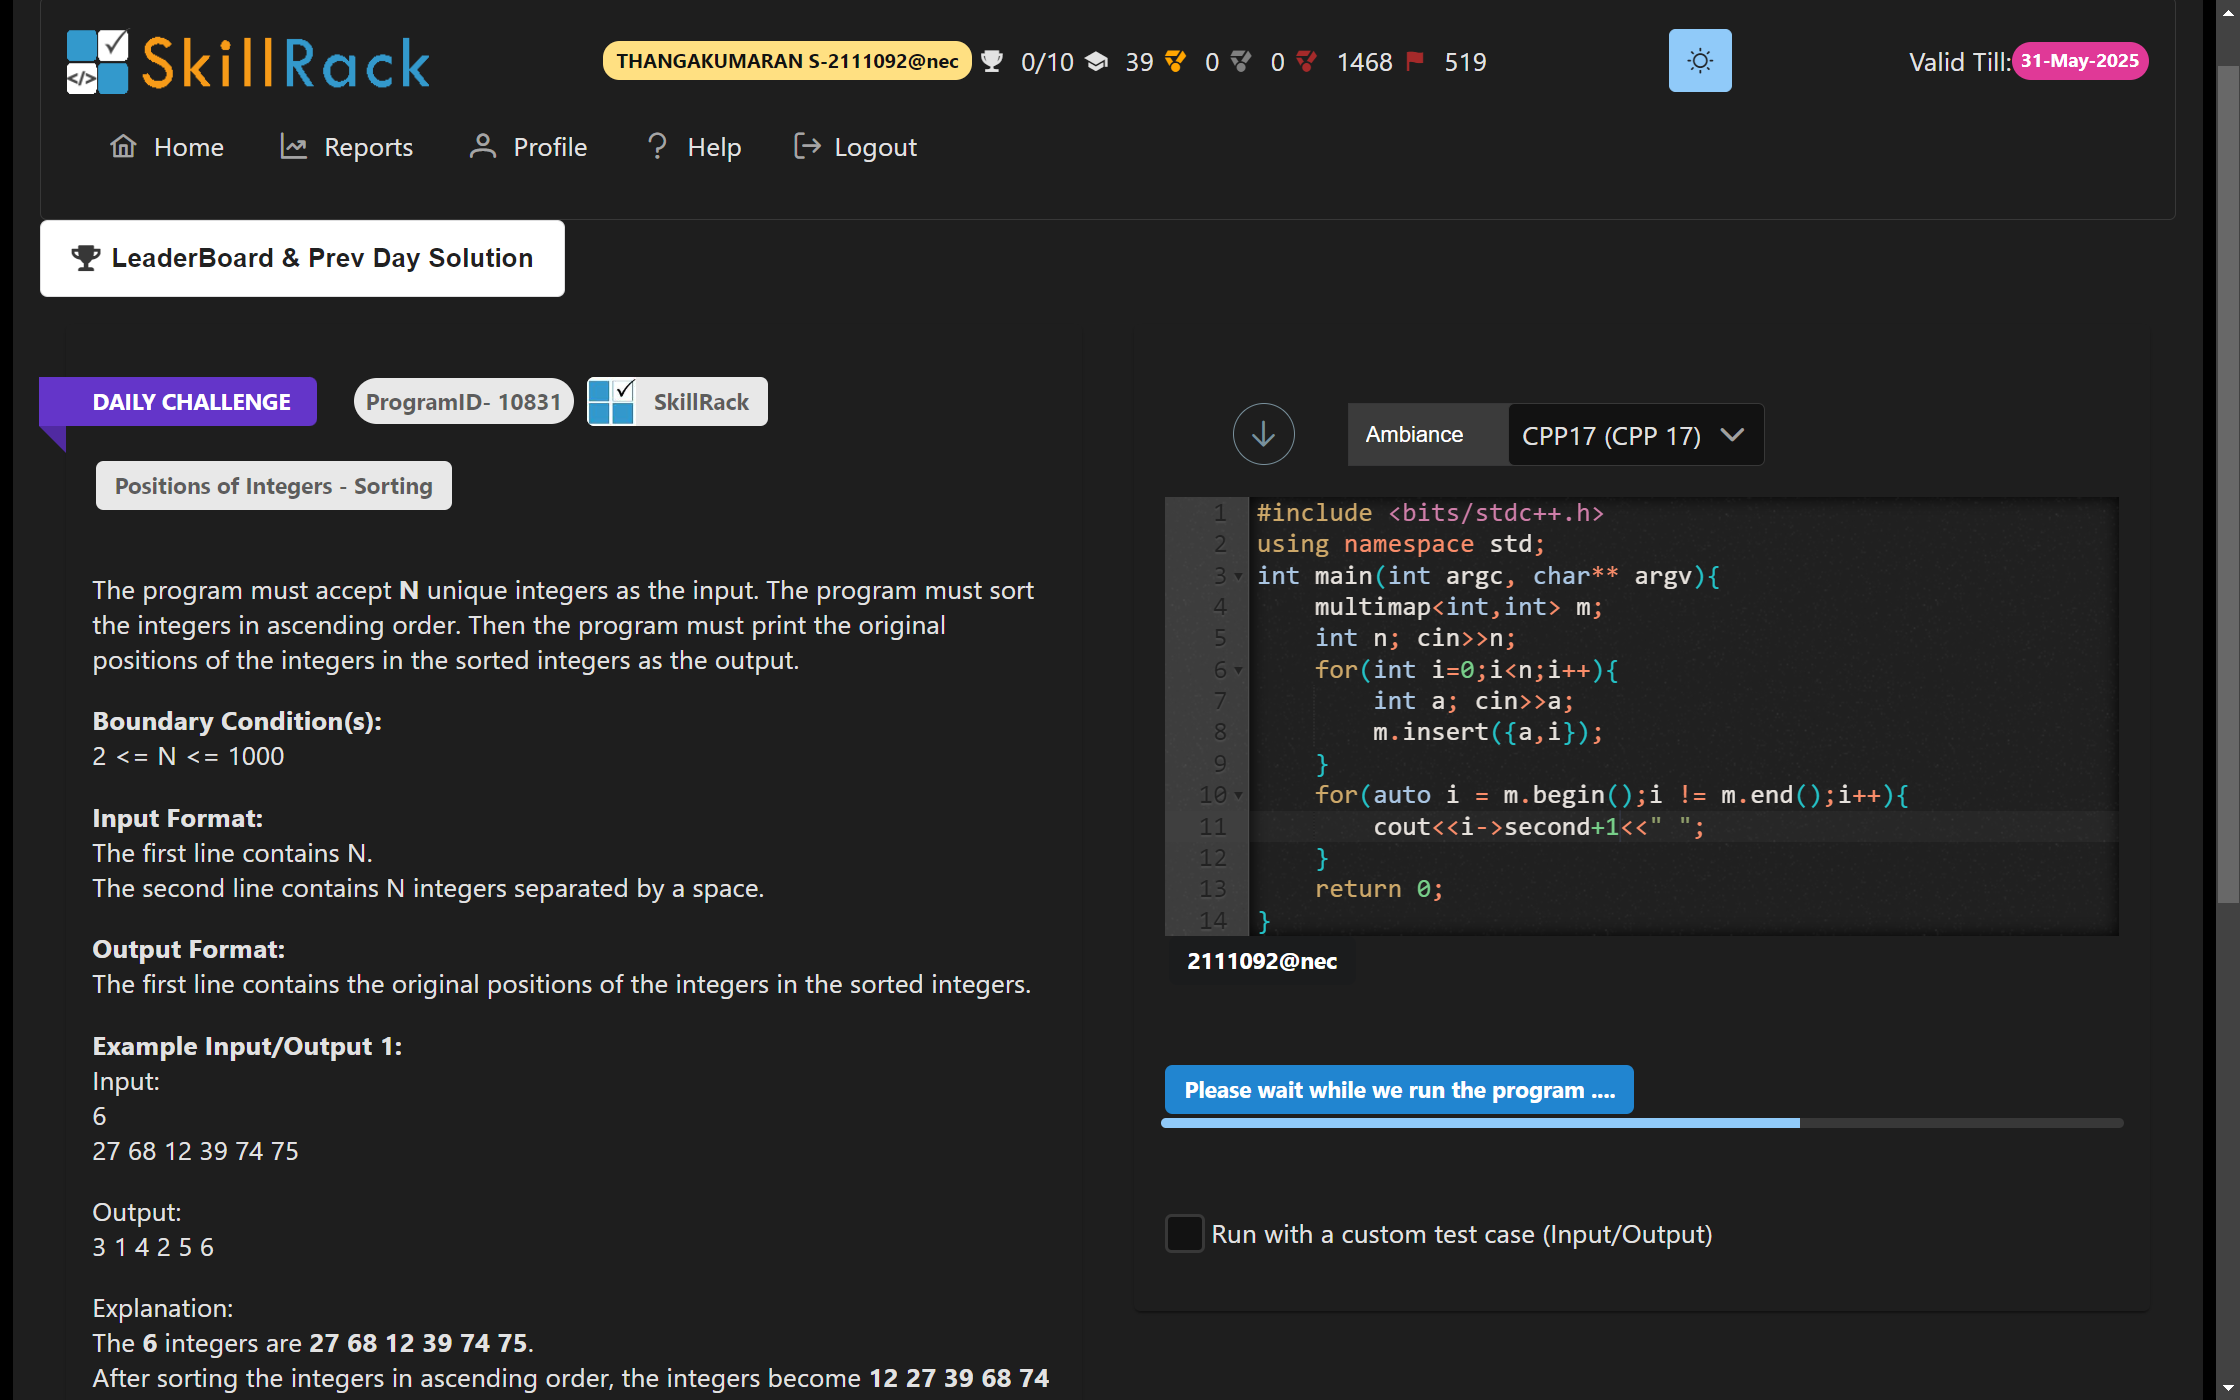 SkillRack
THANGAKUMARAN S-2111092@nec 0/10 39 0 0 1468 519
Valid Till: 31-May-2025
Home Reports Profile Help Logout
LeaderBoard & Prev Day Solution
DAILY CHALLENGE ProgramID- 10831 SkillRack
Positions of Integers - Sorting
The program must accept N unique integers as the input. The program must sort
the integers in ascending order. Then the program must print the original
positions of the integers in the sorted integers as the output.
Boundary Condition(s):
2 <= N <= 1000
Input Format:
The first line contains N.
The second line contains N integers separated by a space.
Output Format:
The first line contains the original positions of the integers in the sorted integers.
Example Input/Output 1:
Input:
6
27 68 12 39 74 75
Output:
3 1 4 2 5 6
Explanation:
The 6 integers are 27 68 12 39 74 75.
After sorting the integers in ascending order, the integers become 12 27 39 68 74
Ambiance CPP17 (CPP 17)
1 #include <bits/stdc++.h>
2 using namespace std;
3 int main(int argc, char** argv){
4     multimap<int,int> m;
5     int n; cin>>n;
6     for(int i=0;i<n;i++){
7         int a; cin>>a;
8         m.insert({a,i});
9     }
10     for(auto i = m.begin();i != m.end();i++){
11         cout<<i->second+1<<" ";
12     }
13     return 0;
14 }
2111092@nec
Please wait while we run the program ....
Run with a custom test case (Input/Output)